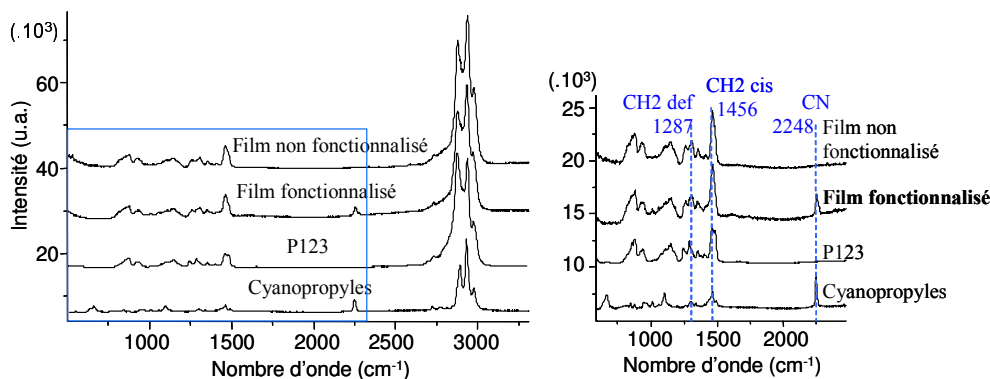 (.10³)
60
40
20
Intensité (u.a.)
Film non fonctionnalisé
Film fonctionnalisé
P123
Cyanopropyles
1000
1500
2000
2500
3000
Nombre d'onde (cm⁻¹)
(.10³)
25
20
15
10
CH2 def
1287
CH2 cis
1456
CN
2248
Film non
fonctionnalisé
Film fonctionnalisé
P123
Cyanopropyles
1000
1500
2000
Nombre d'onde (cm⁻¹)